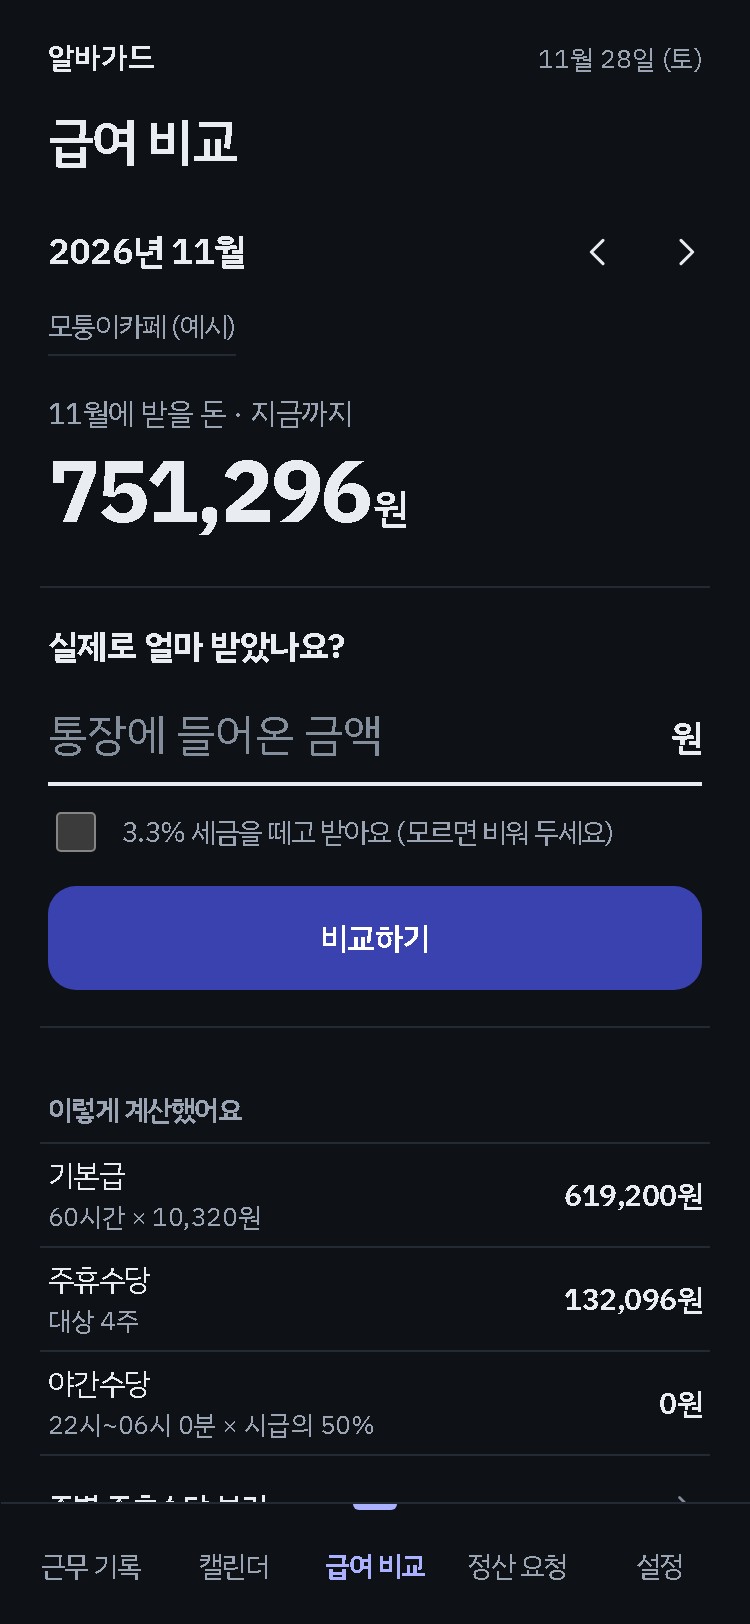 알바가드
11월 28일 (토)
급여 비교
2026년 11월
모퉁이카페 (예시)
11월에 받을 돈 · 지금까지
751,296원
실제로 얼마 받았나요?
통장에 들어온 금액
원
3.3% 세금을 떼고 받아요 (모르면 비워 두세요)
비교하기
이렇게 계산했어요
기본급
619,200원
60시간 × 10,320원
주휴수당
132,096원
대상 4주
야간수당
0원
22시~06시 0분 × 시급의 50%
근무 기록
캘린더
급여 비교
정산 요청
설정